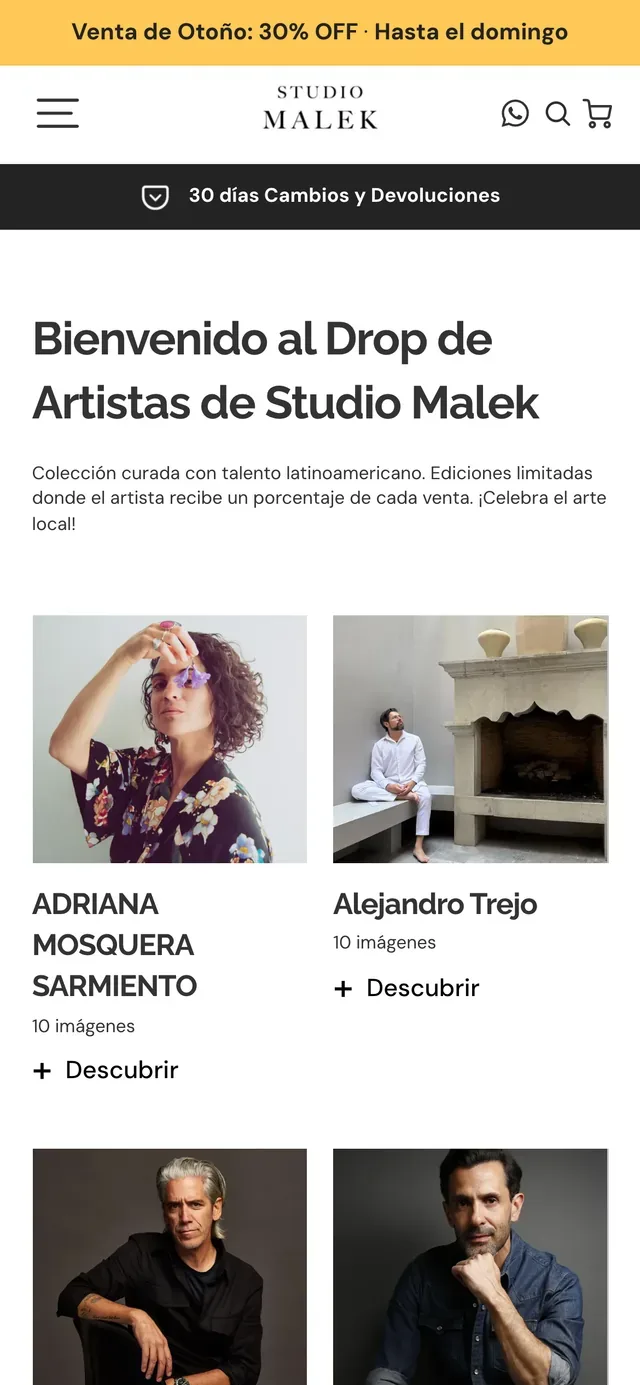 Venta de Otoño: 30% OFF · Hasta el domingo
STUDIO
MALEK
30 días Cambios y Devoluciones
Bienvenido al Drop de
Artistas de Studio Malek
Colección curada con talento latinoamericano. Ediciones limitadas
donde el artista recibe un porcentaje de cada venta. ¡Celebra el arte
local!
ADRIANA
MOSQUERA
SARMIENTO
10 imágenes
+ Descubrir
Alejandro Trejo
10 imágenes
+ Descubrir